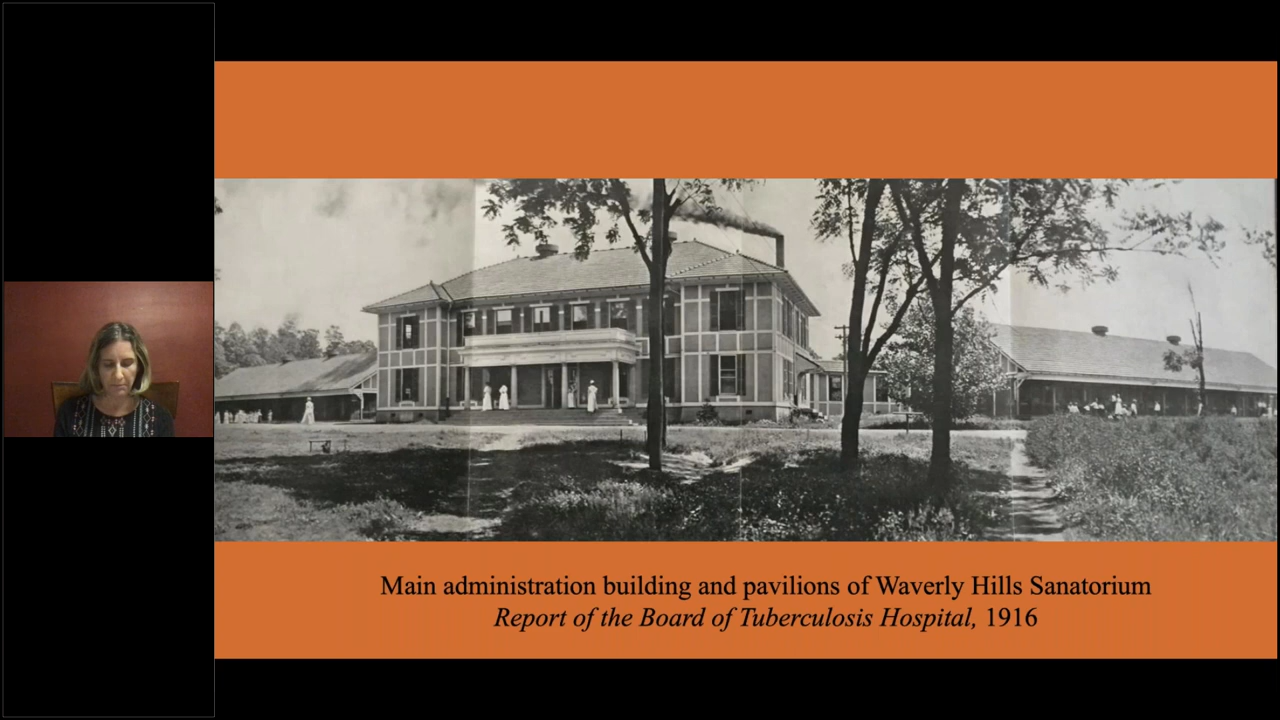 Main administration building and pavilions of Waverly Hills Sanatorium
Report of the Board of Tuberculosis Hospital, 1916